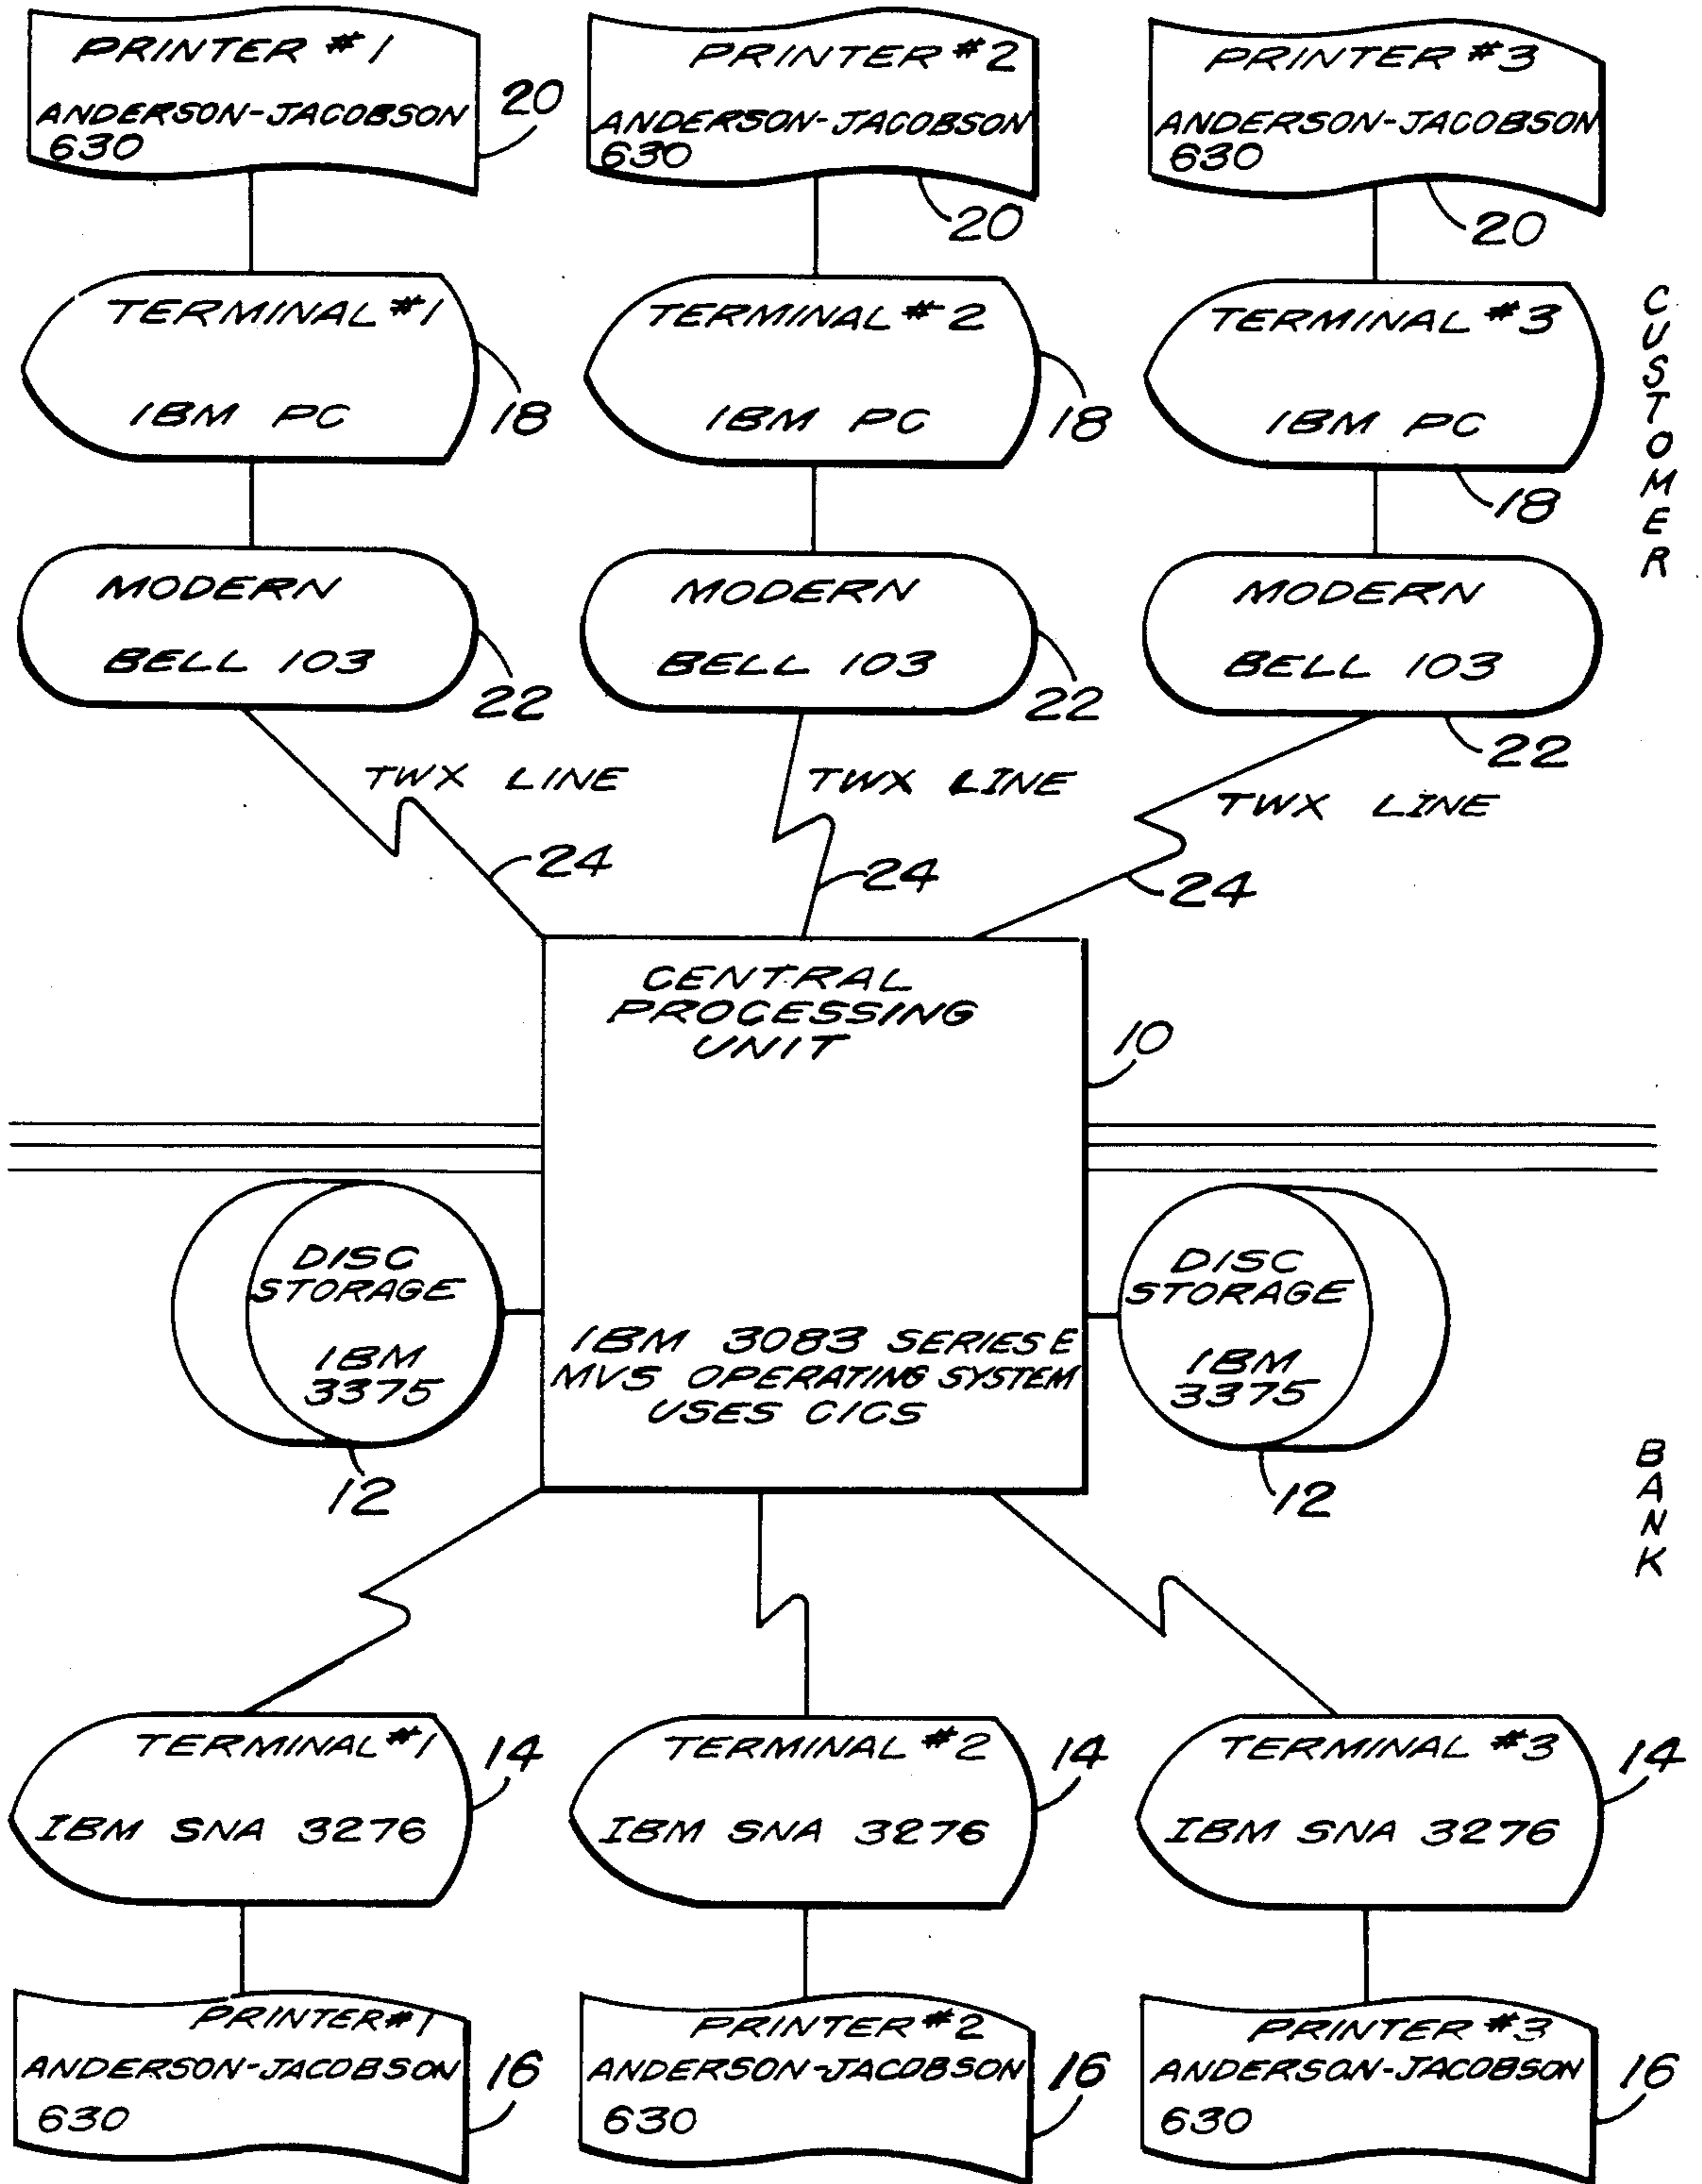 PRINTER #1
ANDERSON-JACOBSON
630
20
PRINTER #2
ANDERSON-JACOBSON
630
20
PRINTER #3
ANDERSON-JACOBSON
630
20
TERMINAL #1
IBM PC
18
TERMINAL #2
IBM PC
18
TERMINAL #3
IBM PC
18
CUSTOMER
MODERN
BELL 103
22
MODERN
BELL 103
22
MODERN
BELL 103
22
TWX LINE
24
TWX LINE
24
TWX LINE
24
CENTRAL
PROCESSING
UNIT
10
IBM 3083 SERIES E
MVS OPERATING SYSTEM
USES CICS
DISC
STORAGE
IBM
3375
12
DISC
STORAGE
IBM
3375
12
BANK
TERMINAL #1
IBM SNA 3276
14
TERMINAL #2
IBM SNA 3276
14
TERMINAL #3
IBM SNA 3276
14
PRINTER #1
ANDERSON-JACOBSON
630
16
PRINTER #2
ANDERSON-JACOBSON
630
16
PRINTER #3
ANDERSON-JACOBSON
630
16